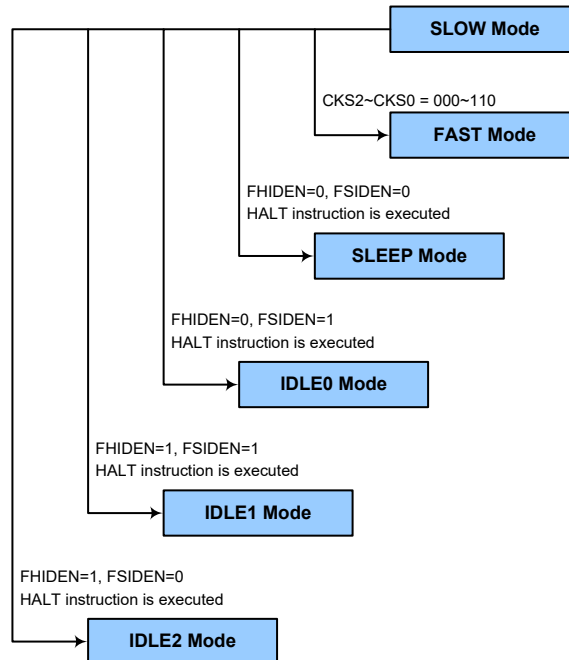 SLOW Mode
CKS2~CKS0 = 000~110
FAST Mode
FHIDEN=0, FSIDEN=0
HALT instruction is executed
SLEEP Mode
FHIDEN=0, FSIDEN=1
HALT instruction is executed
IDLE0 Mode
FHIDEN=1, FSIDEN=1
HALT instruction is executed
IDLE1 Mode
FHIDEN=1, FSIDEN=0
HALT instruction is executed
IDLE2 Mode